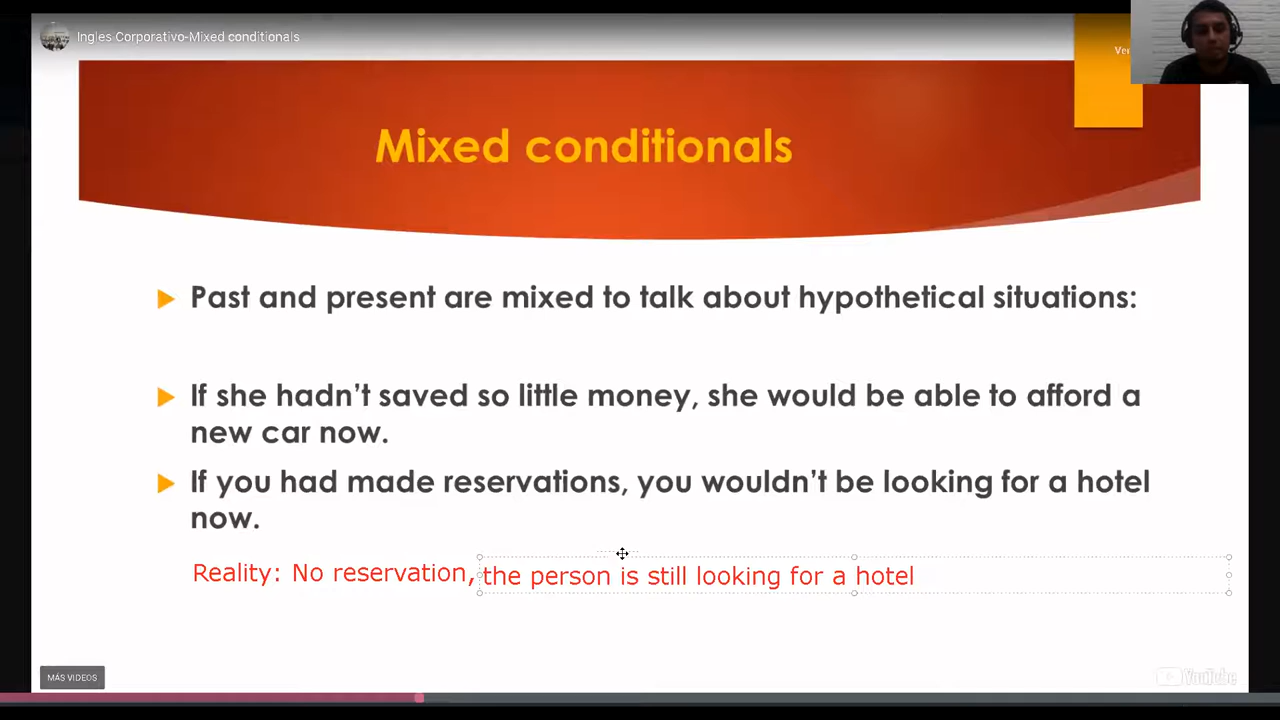 Ingles Corporativo-Mixed conditionals
Ver
Mixed conditionals
Past and present are mixed to talk about hypothetical situations:
If she hadn't saved so little money, she would be able to afford a
new car now.
If you had made reservations, you wouldn't be looking for a hotel
now.
Reality: No reservation, the person is still looking for a hotel
MÁS VIDEOS
YouTube